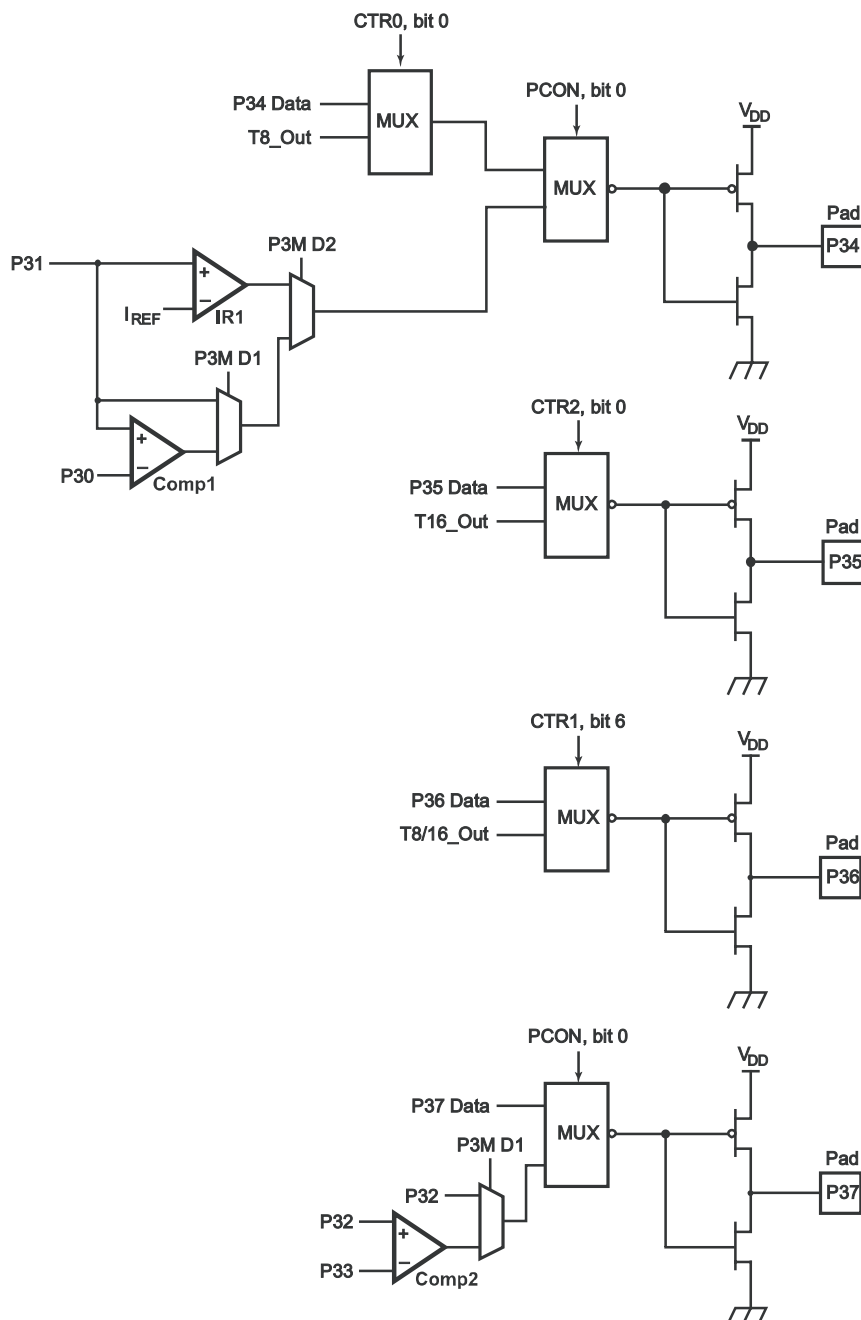 CTR0, bit 0
P34 Data
T8_Out
MUX
PCON, bit 0
MUX
VDD
Pad
P34
P31
IREF
+
−
IR1
P3M D2
P3M D1
P30
+
−
Comp1
CTR2, bit 0
P35 Data
T16_Out
MUX
VDD
Pad
P35
CTR1, bit 6
P36 Data
T8/16_Out
MUX
VDD
Pad
P36
PCON, bit 0
P37 Data
MUX
VDD
Pad
P37
P3M D1
P32
P32
P33
+
−
Comp2